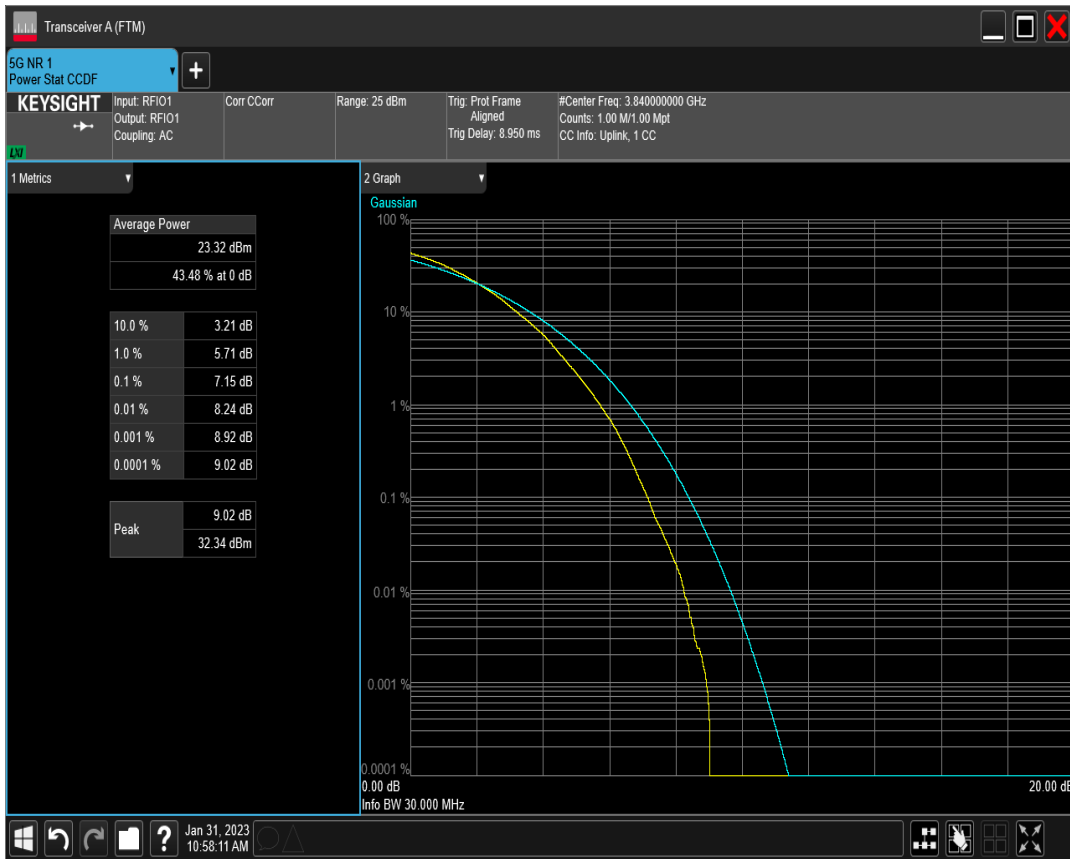 Transceiver A (FTM)
5G NR 1
Power Stat CCDF
KEYSIGHT
LXI
Input: RFIO1
Output: RFIO1
Coupling: AC
Corr CCorr
Range: 25 dBm
Trig: Prot Frame
Aligned
Trig Delay: 8.950 ms
#Center Freq: 3.840000000 GHz
Counts: 1.00 M/1.00 Mpt
CC Info: Uplink, 1 CC
1 Metrics
Average Power
23.32 dBm
43.48 % at 0 dB
10.0 % 3.21 dB
1.0 % 5.71 dB
0.1 % 7.15 dB
0.01 % 8.24 dB
0.001 % 8.92 dB
0.0001 % 9.02 dB
Peak
9.02 dB
32.34 dBm
2 Graph
Gaussian
100 %
10 %
1 %
0.1 %
0.01 %
0.001 %
0.0001 %
0.00 dB
20.00 dB
Info BW 30.000 MHz
?
Jan 31, 2023
10:58:11 AM